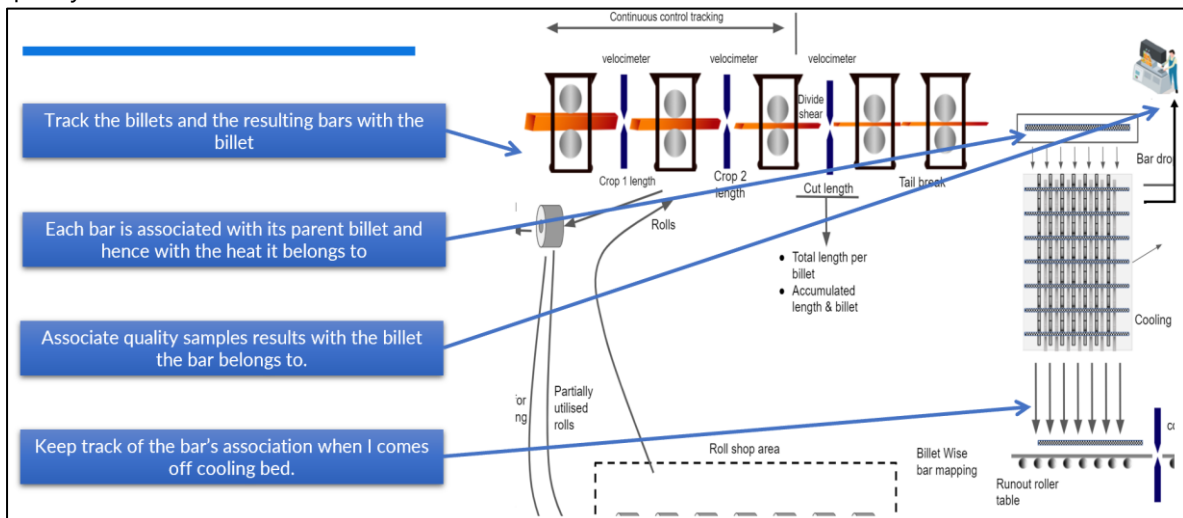 Continuous control tracking
velocimeter
velocimeter
velocimeter
Divide
shear
Track the billets and the resulting bars with the
billet
Crop 1 length
Crop 2
length
Cut length
Tail break
Bar dro
Each bar is associated with its parent billet and
hence with the heat it belongs to
Rolls
Total length per
billet
Accumulated
length & billet
Associate quality samples results with the billet
the bar belongs to.
Cooling
or
ng
Partially
utilised
rolls
Keep track of the bar's association when I comes
off cooling bed.
Roll shop area
Billet Wise
bar mapping
Runout roller
table